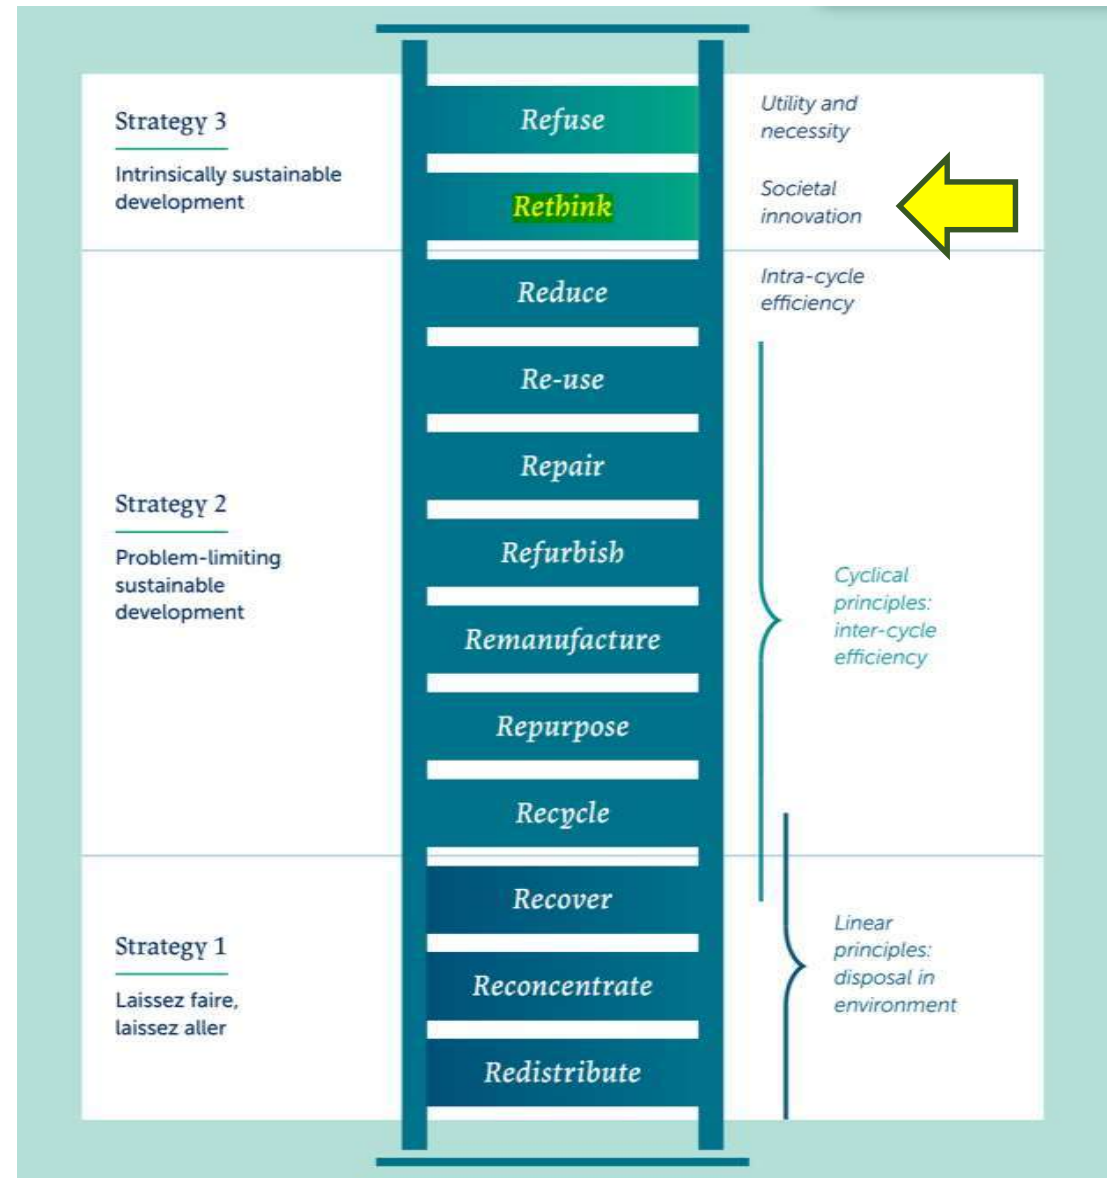 Strategy 3
Intrinsically sustainable
development
Refuse
Utility and
necessity
Rethink
Societal
innovation
Strategy 2
Problem-limiting
sustainable
development
Reduce
Intra-cycle
efficiency
Re-use
Repair
Refurbish
Remanufacture
Repurpose
Recycle
Cyclical
principles:
inter-cycle
efficiency
Strategy 1
Laissez faire,
laissez aller
Recover
Reconcentrate
Redistribute
Linear
principles:
disposal in
environment